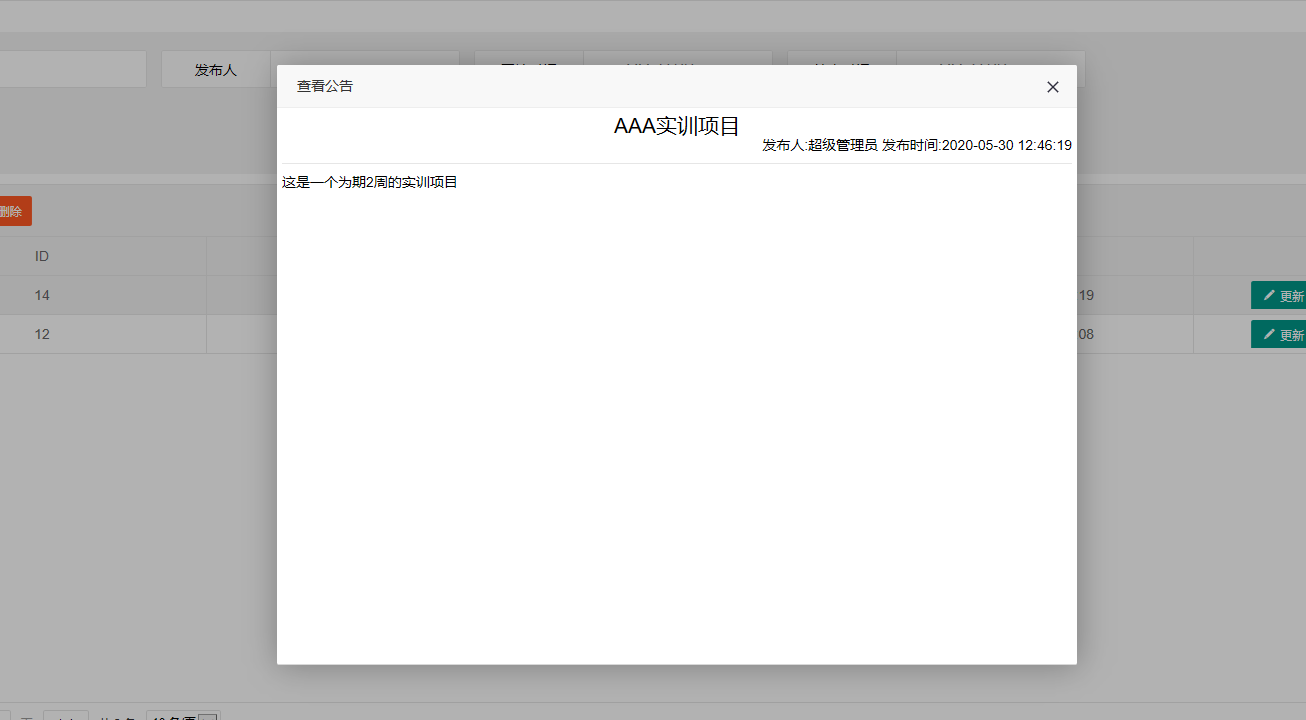 发布人
查看公告
AAA实训项目
发布人:超级管理员 发布时间:2020-05-30 12:46:19
这是一个为期2周的实训项目
删除
ID
14
19
更新
12
08
更新